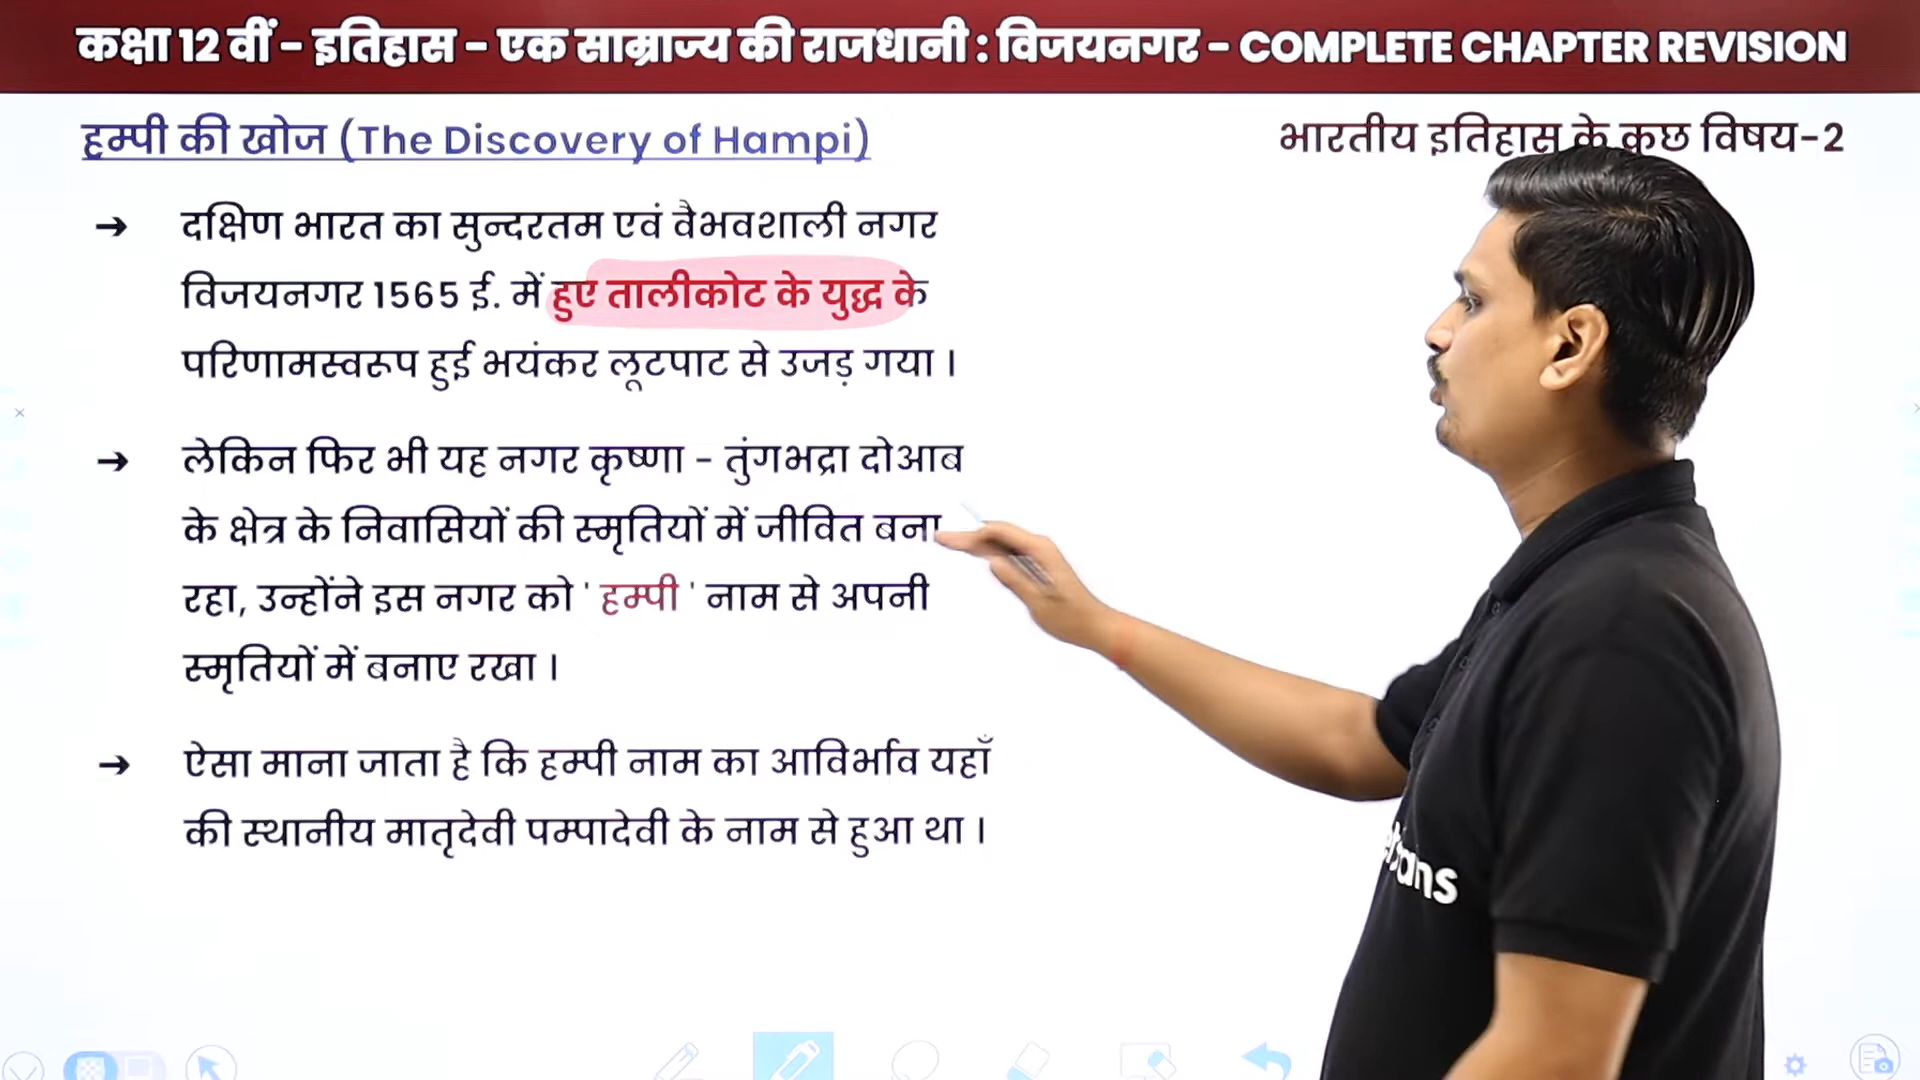 कक्षा 12 वीं - इतिहास - एक साम्राज्य की राजधानी : विजयनगर - COMPLETE CHAPTER REVISION
हम्पी की खोज (The Discovery of Hampi)
भारतीय इतिहास के कुछ विषय-2
→ दक्षिण भारत का सुन्दरतम एवं वैभवशाली नगर
विजयनगर 1565 ई. में हुए तालीकोट के युद्ध के
परिणामस्वरूप हुई भयंकर लूटपाट से उजड़ गया ।
→ लेकिन फिर भी यह नगर कृष्णा - तुंगभद्रा दोआब
के क्षेत्र के निवासियों की स्मृतियों में जीवित बना
रहा, उन्होंने इस नगर को ' हम्पी ' नाम से अपनी
स्मृतियों में बनाए रखा ।
→ ऐसा माना जाता है कि हम्पी नाम का आविर्भाव यहाँ
की स्थानीय मातृदेवी पम्पादेवी के नाम से हुआ था ।